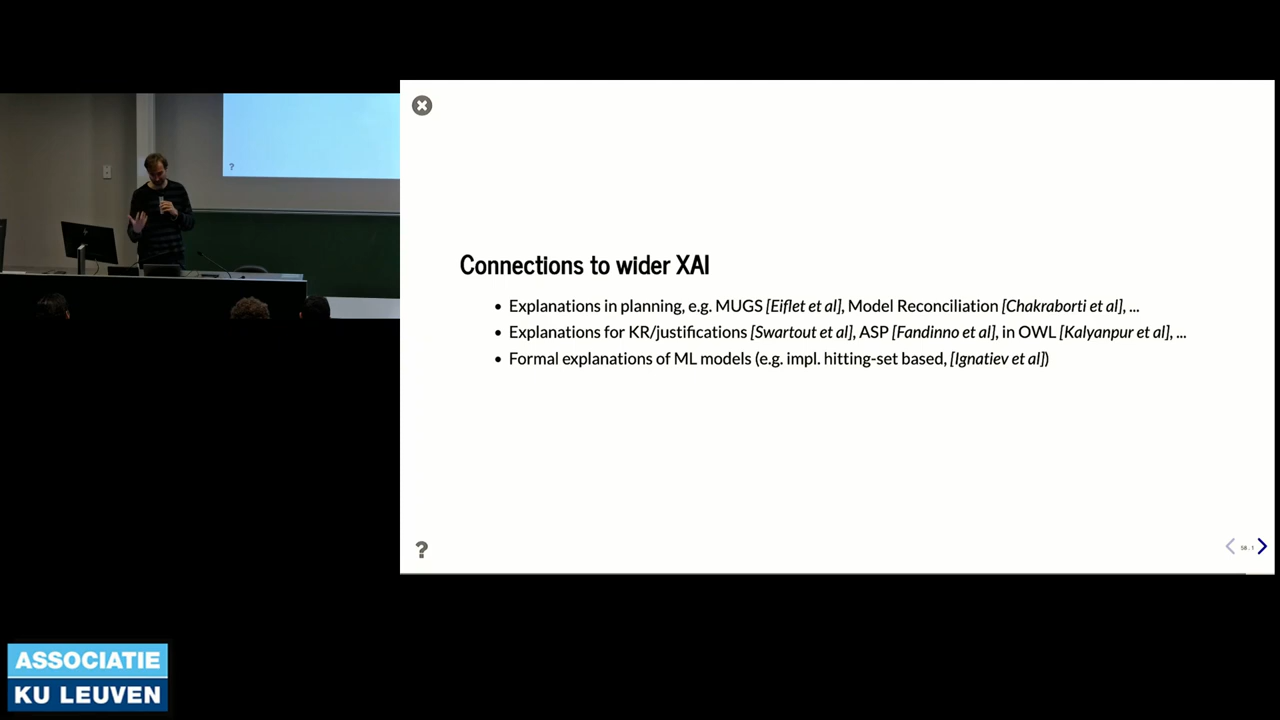 ?
Connections to wider XAI
• Explanations in planning, e.g. MUGS [Eiflet et al], Model Reconciliation [Chakraborti et al], ...
• Explanations for KR/justifications [Swartout et al], ASP [Fandinno et al], in OWL [Kalyanpur et al], ...
• Formal explanations of ML models (e.g. impl. hitting-set based, [Ignatiev et al])
?
58 . 1
ASSOCIATIE
KU LEUVEN